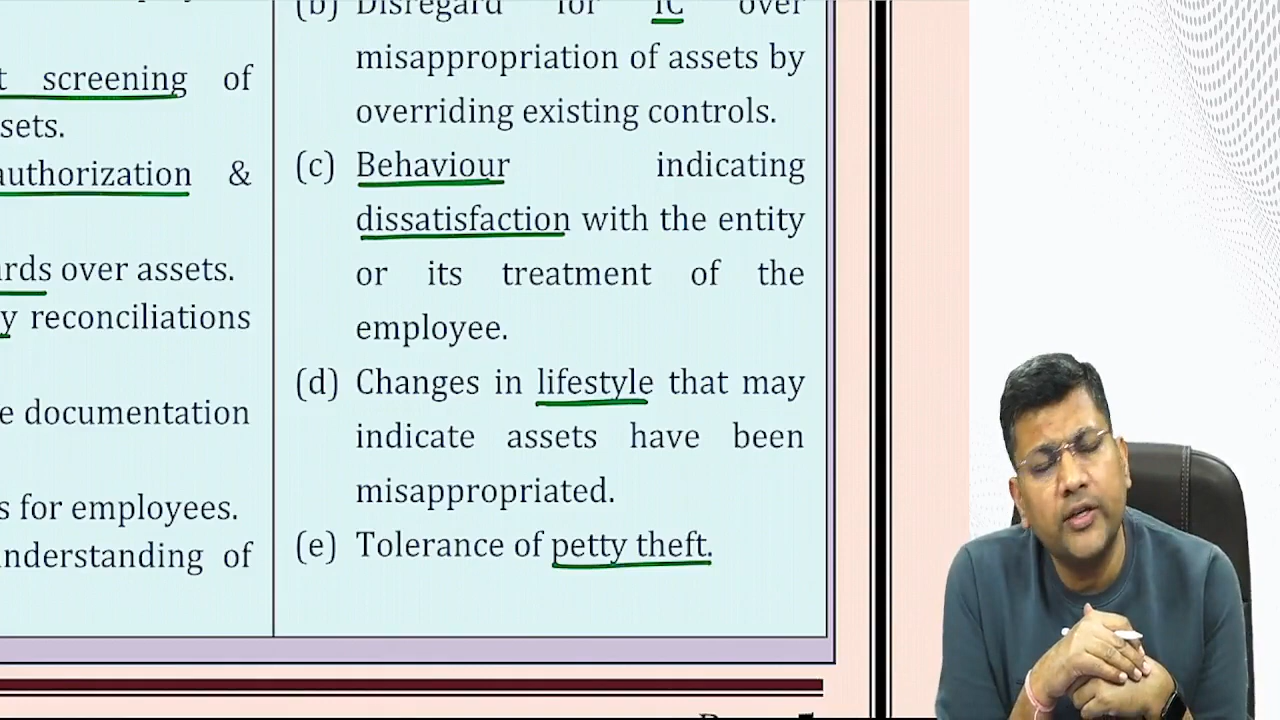 t screening of
sets.
authorization &
rds over assets.
y reconciliations
e documentation
s for employees.
nderstanding of
(b) Disregard for IC over
misappropriation of assets by
overriding existing controls.
(c) Behaviour indicating
dissatisfaction with the entity
or its treatment of the
employee.
(d) Changes in lifestyle that may
indicate assets have been
misappropriated.
(e) Tolerance of petty theft.